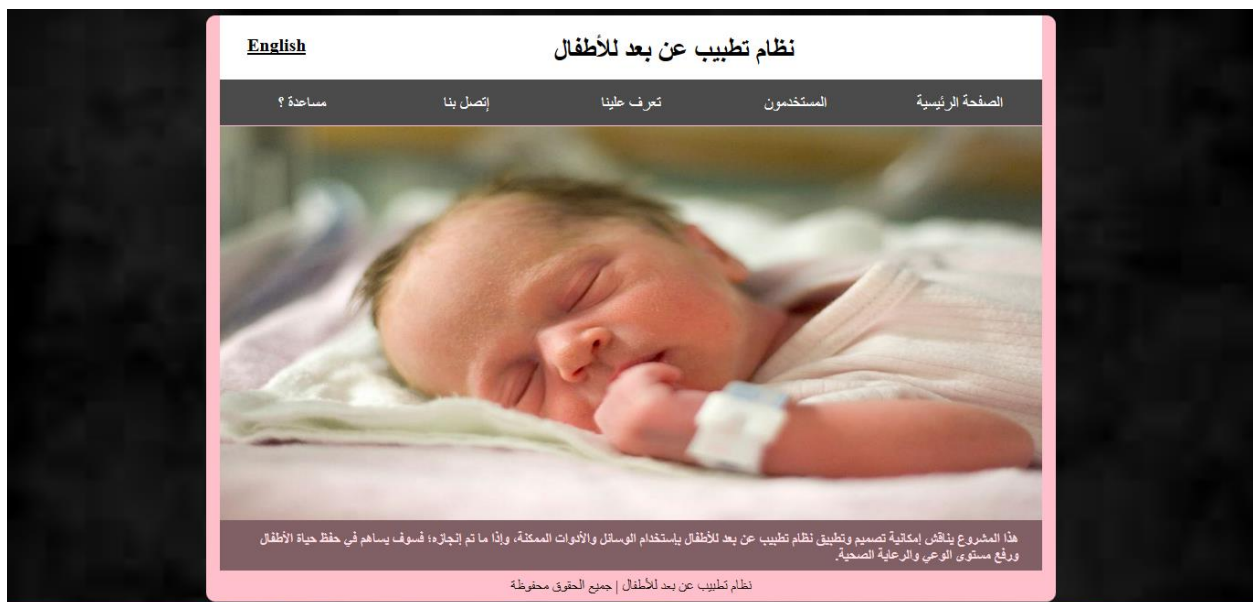 نظام تطبيب عن بعد للأطفال
English
الصفحة الرئيسية
المستخدمون
تعرف علينا
إتصل بنا
مساعدة ؟
هذا المشروع يناقش إمكانية تصميم وتطبيق نظام تطبيب عن بعد للأطفال بإستخدام الوسائل والأدوات الممكنة، وإذا ما تم إنجازه؛ فسوف يساهم في حفظ حياة الأطفال
ورفع مستوى الوعي والرعاية الصحية.
نظام تطبيب عن بعد للأطفال | جميع الحقوق محفوظة